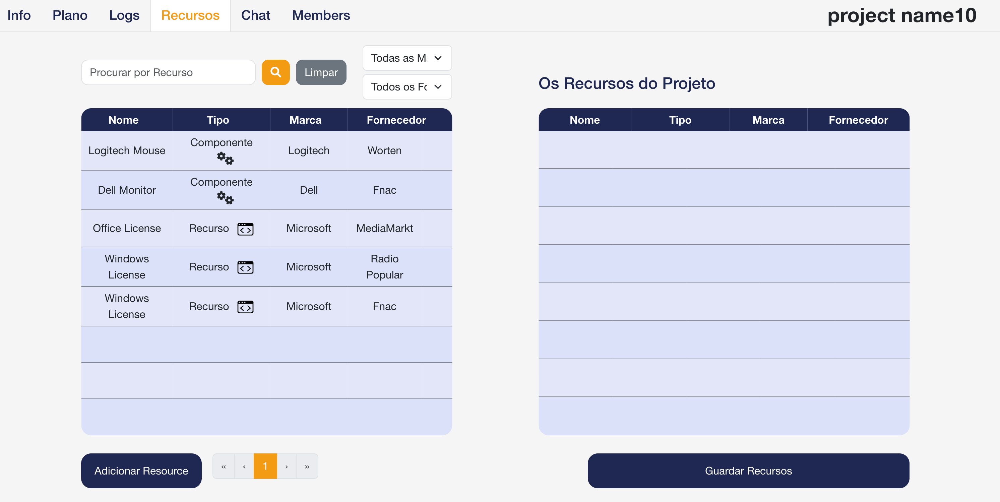 Info Plano Logs Recursos Chat Members project name10
Procurar por Recurso
Limpar
Todas as Ma
Todos os Fo
Os Recursos do Projeto
Nome Tipo Marca Fornecedor
Logitech Mouse Componente Logitech Worten
Dell Monitor Componente Dell Fnac
Office License Recurso Microsoft MediaMarkt
Windows
License Recurso Microsoft Radio
Popular
Windows
License Recurso Microsoft Fnac
Nome Tipo Marca Fornecedor
Adicionar Resource
« ‹ 1 › »
Guardar Recursos